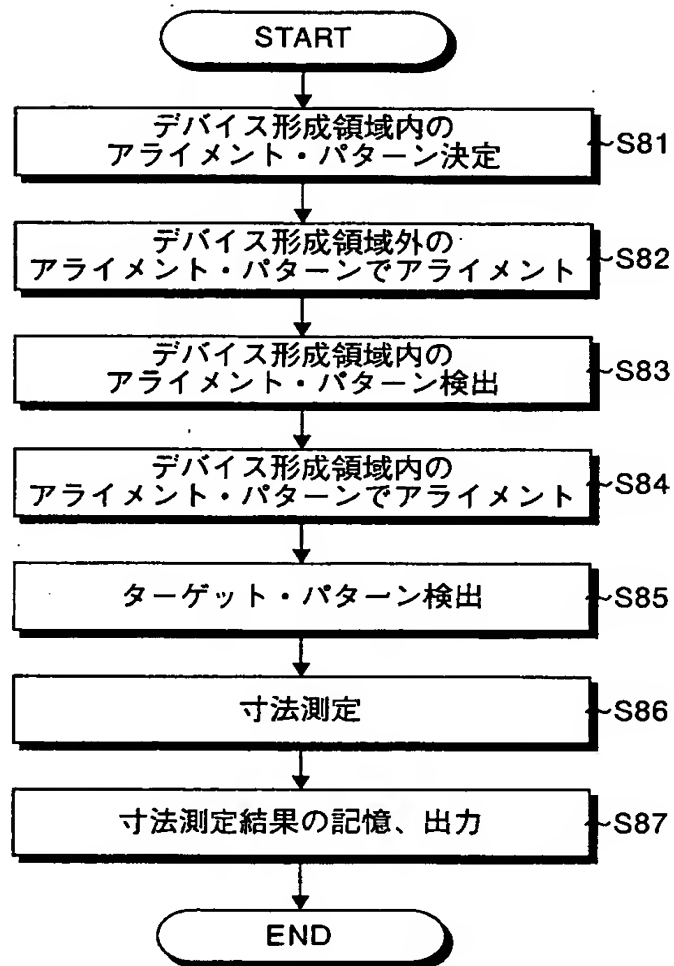 START
デバイス形成領域内の
アライメント・パターン決定
S81
デバイス形成領域外の
アライメント・パターンでアライメント
S82
デバイス形成領域内の
アライメント・パターン検出
S83
デバイス形成領域内の
アライメント・パターンでアライメント
S84
ターゲット・パターン検出
S85
寸法測定
S86
寸法測定結果の記憶、出力
S87
END